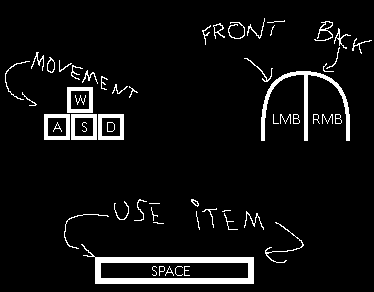 FRONT BACK
MOVEMENT
W
A S D
LMB RMB
USE ITEM
SPACE